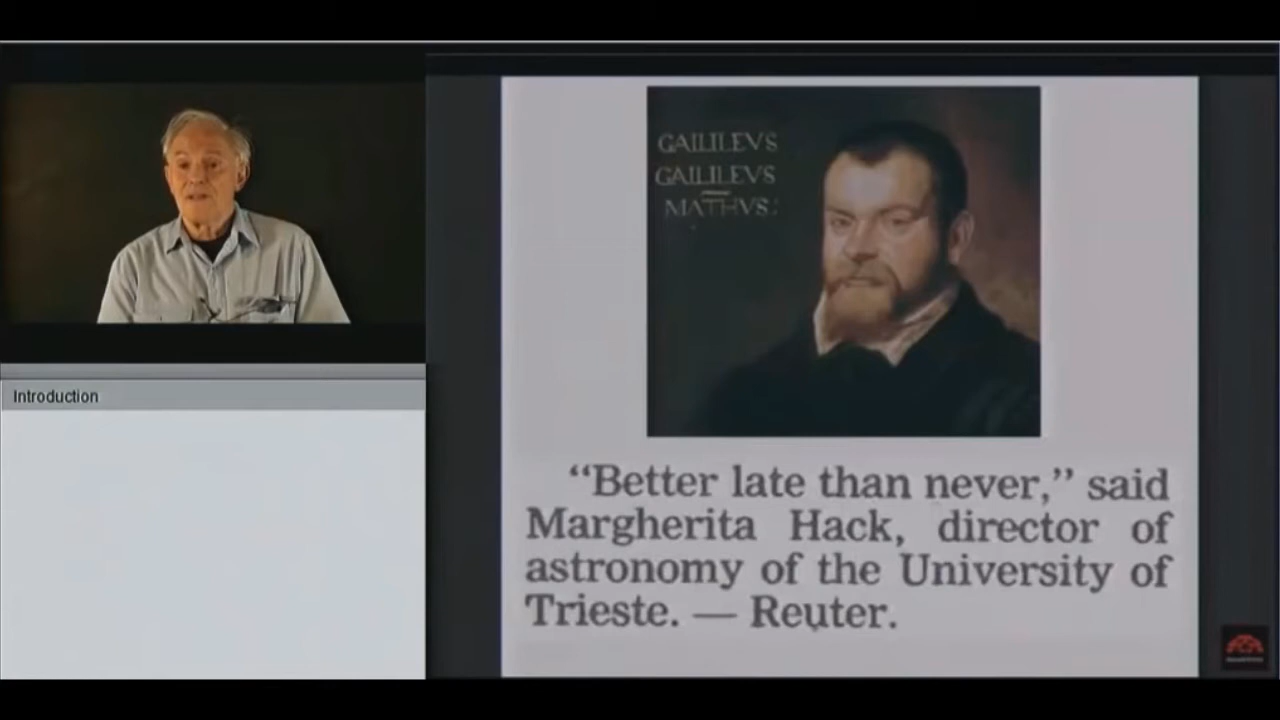 Introduction
GAILILEVS
GAILILEVS
MATHVS:
“Better late than never,” said
Margherita Hack, director of
astronomy of the University of
Trieste. — Reuter.